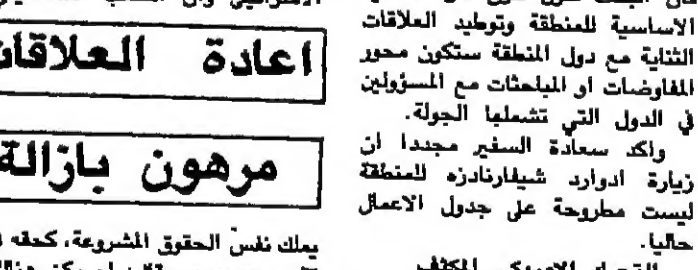 الاساسية للمنطقة وتوطيد العلاقات
الثنائية مع دول المنطقة ستكون محور
المفاوضات او المباحثات مع المسؤولين
في الدول التي تشملها الجولة.
واكد سعادة السفير مجددا ان
زيارة ادوارد شيفارنادزه للمنطقة
ليست مطروحة على جدول الاعمال
حاليا.
اعادة العلاقات
مرهون بازالة
يملك نفس الحقوق المشروعة، كحقه